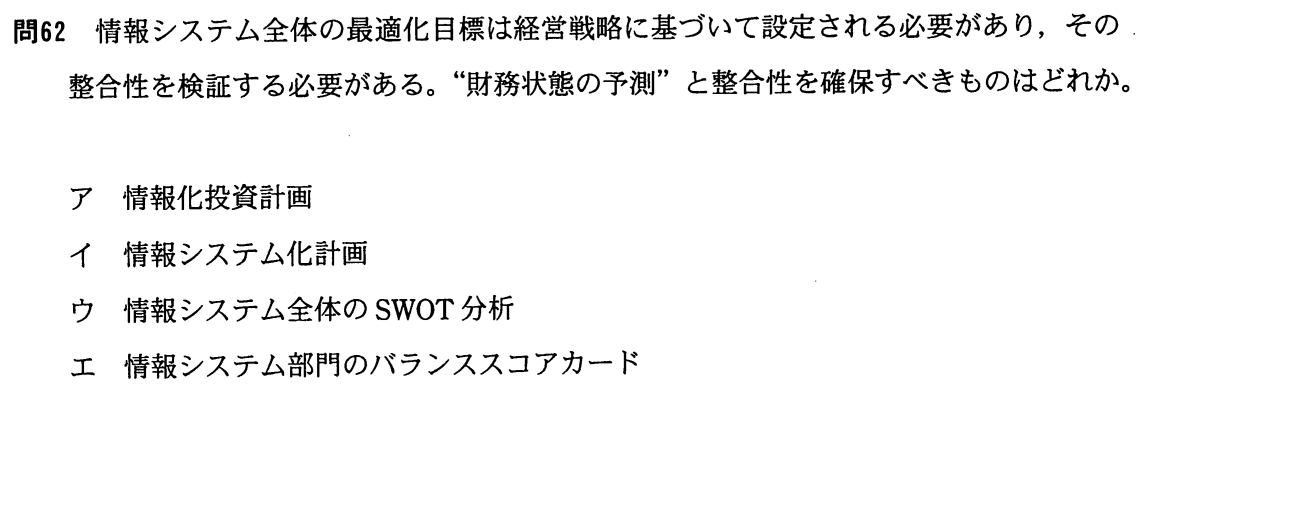 問62 情報システム全体の最適化目標は経営戦略に基づいて設定される必要があり，その
整合性を検証する必要がある。“財務状態の予測”と整合性を確保すべきものはどれか。
ア 情報化投資計画
イ 情報システム化計画
ウ 情報システム全体の SWOT 分析
エ 情報システム部門のバランススコアカード